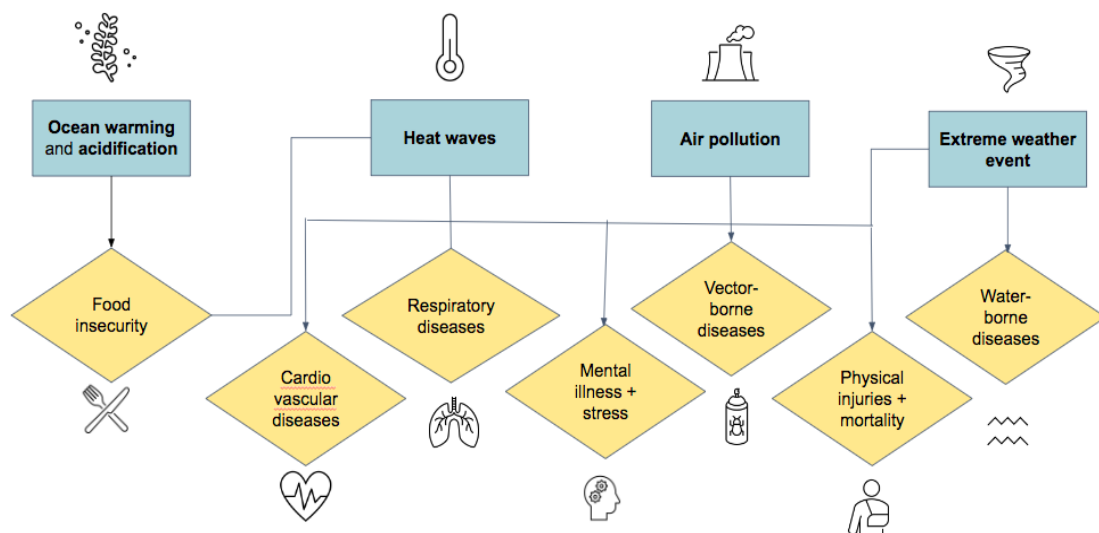 Ocean warming
and acidification
Heat waves
Air pollution
Extreme weather
event
Food
insecurity
Respiratory
diseases
Vector-
borne
diseases
Water-
borne
diseases
Cardio
vascular
diseases
Mental
illness +
stress
Physical
injuries +
mortality